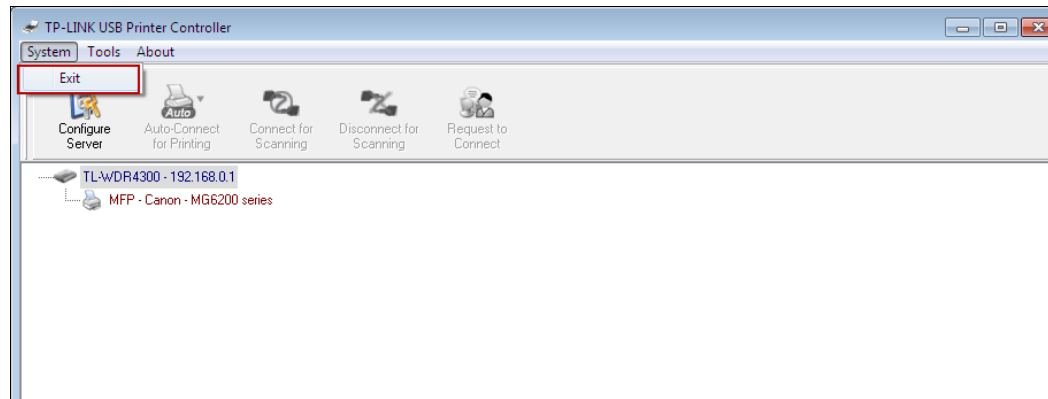 TP-LINK USB Printer Controller
System Tools About
Exit
Auto
Configure Server
Auto-Connect for Printing
Connect for Scanning
Disconnect for Scanning
Request to Connect
TL-WDR4300 - 192.168.0.1
MFP - Canon - MG6200 series